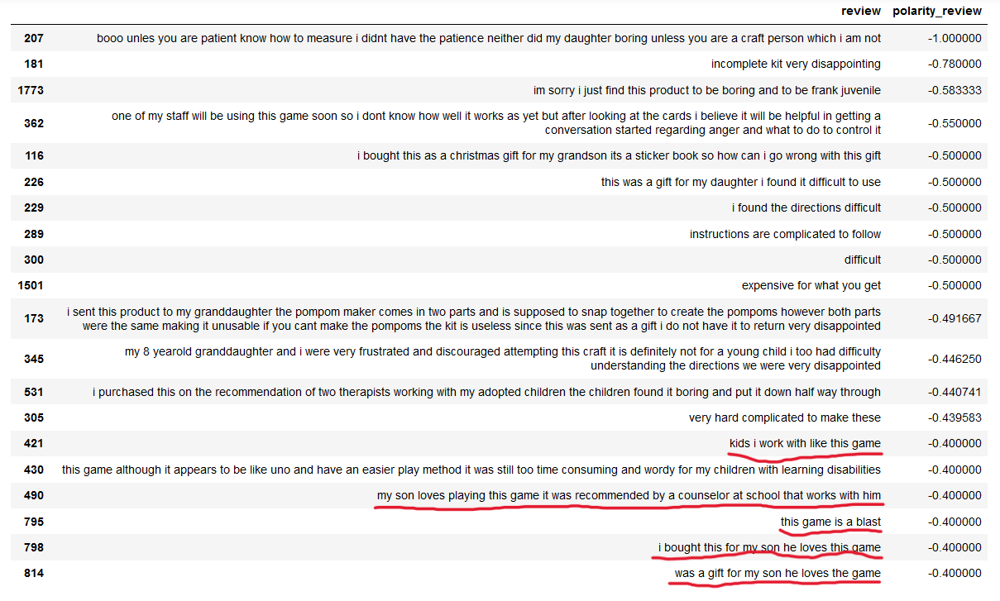 review polarity_review
207 booo unles you are patient know how to measure i didnt have the patience neither did my daughter boring unless you are a craft person which i am not -1.000000
181 incomplete kit very disappointing -0.780000
1773 im sorry i just find this product to be boring and to be frank juvenile -0.583333
one of my staff will be using this game soon so i dont know how well it works as yet but after looking at the cards i believe it will be helpful in getting a
362 conversation started regarding anger and what to do to control it -0.550000
116 i bought this as a christmas gift for my grandson its a sticker book so how can i go wrong with this gift -0.500000
226 this was a gift for my daughter i found it difficult to use -0.500000
229 i found the directions difficult -0.500000
289 instructions are complicated to follow -0.500000
300 difficult -0.500000
1501 expensive for what you get -0.500000
173 i sent this product to my granddaughter the pompom maker comes in two parts and is supposed to snap together to create the pompoms however both parts
were the same making it unusable if you cant make the pompoms the kit is useless since this was sent as a gift i do not have it to return very disappointed -0.491667
345 my 8 yearold granddaughter and i were very frustrated and discouraged attempting this craft it is definitely not for a young child i too had difficulty
understanding the directions we were very disappointed -0.446250
531 i purchased this on the recommendation of two therapists working with my adopted children the children found it boring and put it down half way through -0.440741
305 very hard complicated to make these -0.439583
421 kids i work with like this game -0.400000
430 this game although it appears to be like uno and have an easier play method it was still too time consuming and wordy for my children with learning disabilities -0.400000
490 my son loves playing this game it was recommended by a counselor at school that works with him -0.400000
795 this game is a blast -0.400000
798 i bought this for my son he loves this game -0.400000
814 was a gift for my son he loves the game -0.400000